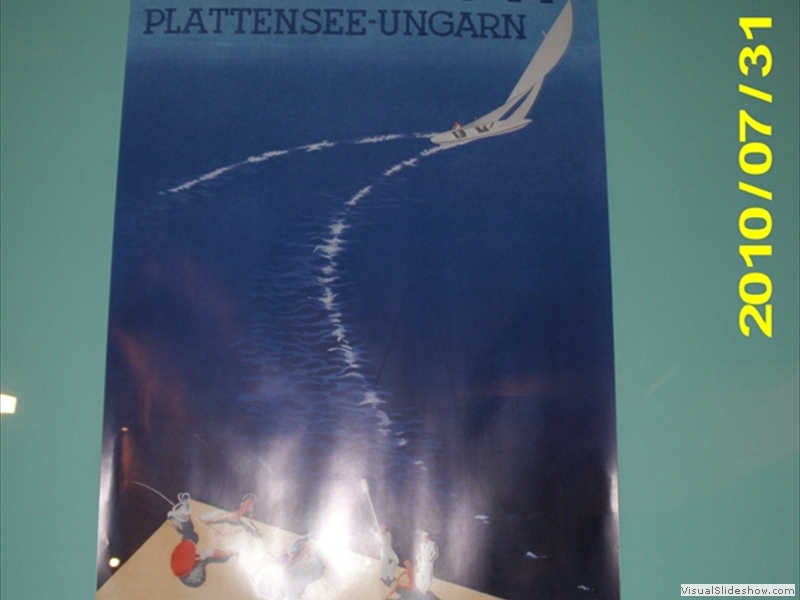 PLATTENSEE-UNGARN
2010/07/31
VisualSlideshow.com